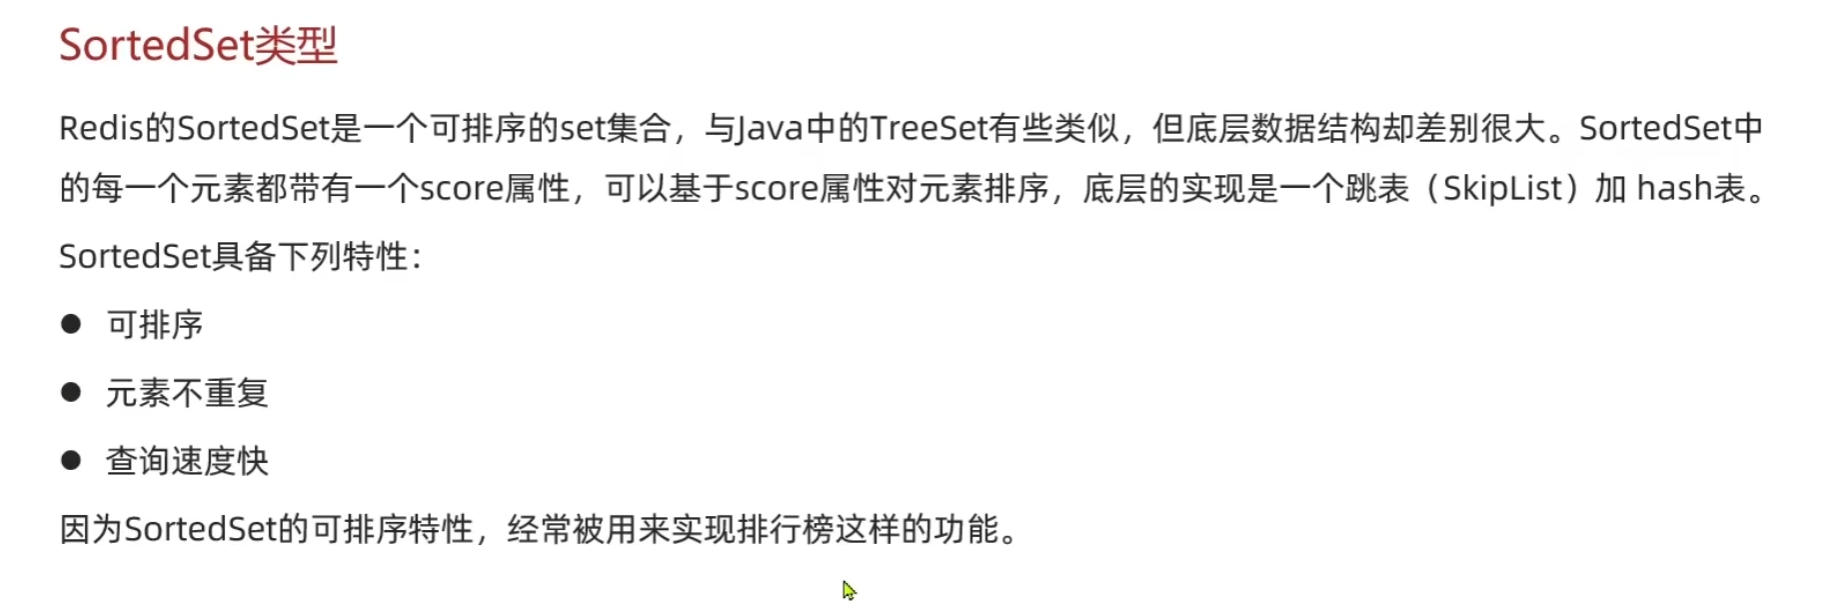 SortedSet类型
Redis的SortedSet是一个可排序的set集合，与Java中的TreeSet有些类似，但底层数据结构却差别很大。SortedSet中
的每一个元素都带有一个score属性，可以基于score属性对元素排序，底层的实现是一个跳表（SkipList）加 hash表。
SortedSet具备下列特性：
● 可排序
● 元素不重复
● 查询速度快
因为SortedSet的可排序特性，经常被用来实现排行榜这样的功能。